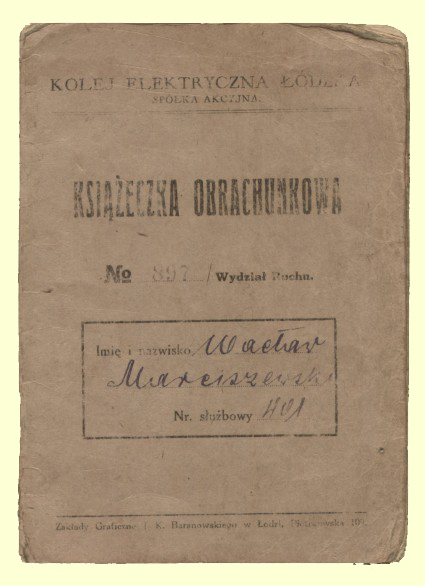 KOLEJ ELEKTRYCZNA ŁÓDZKA
SPÓŁKA AKCYJNA.
KSIĄŻECZKA OBRACHUNKOWA
№ 897 / Wydział Ruchu.
Imię i nazwisko, Wacław
Marciszewski
Nr. służbowy 401
Zakłady Graficzne K. Baranowskiego w Łodzi, Piotrkowska 109